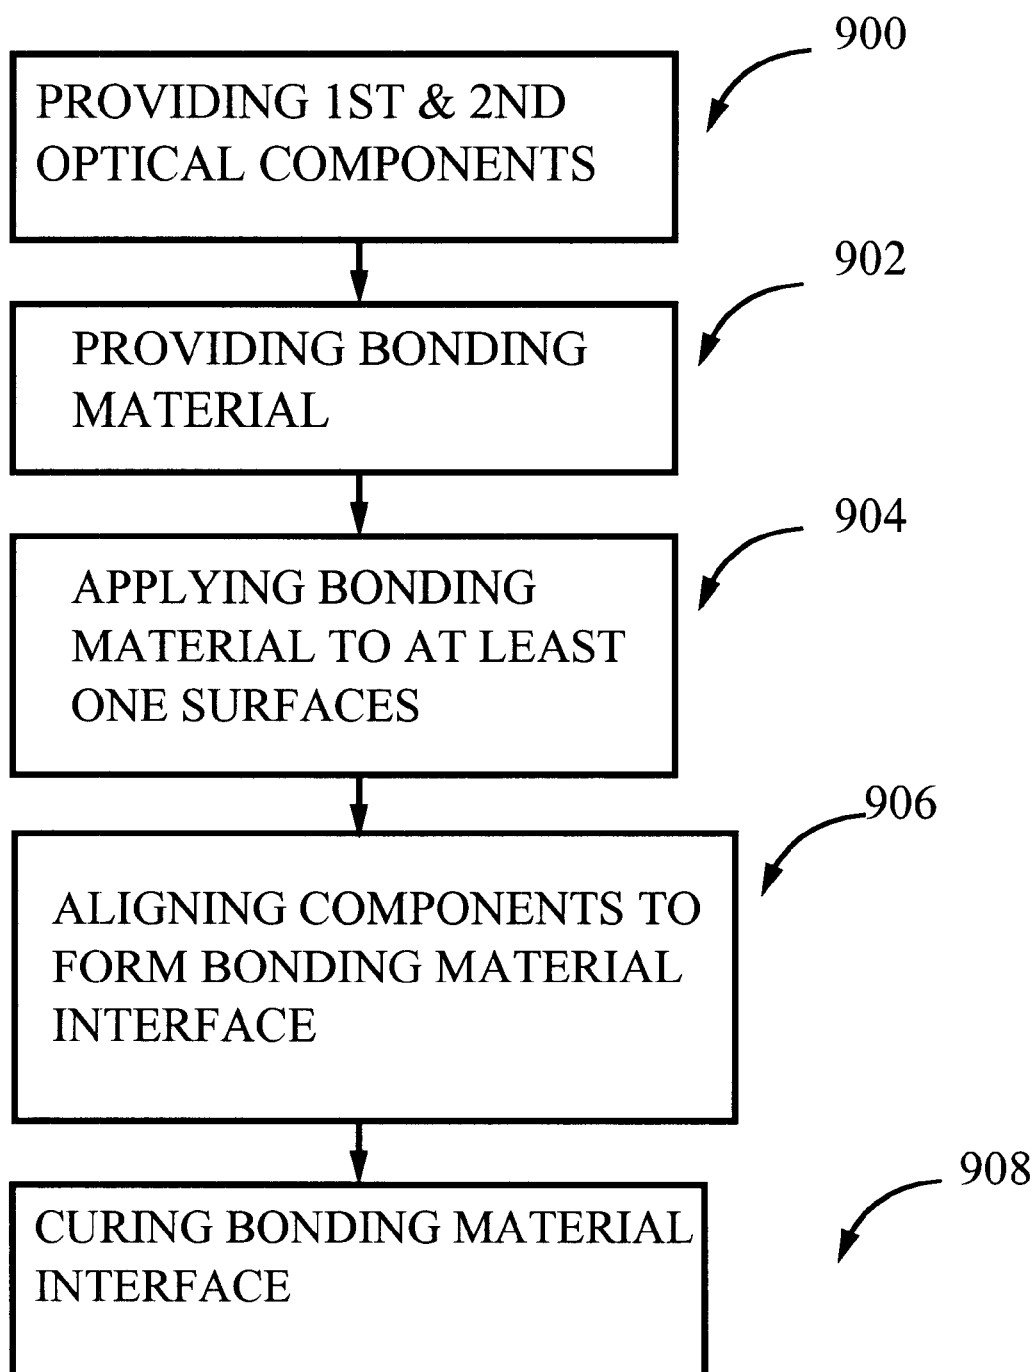 900
PROVIDING 1ST & 2ND
OPTICAL COMPONENTS
902
PROVIDING BONDING
MATERIAL
904
APPLYING BONDING
MATERIAL TO AT LEAST
ONE SURFACES
906
ALIGNING COMPONENTS TO
FORM BONDING MATERIAL
INTERFACE
908
CURING BONDING MATERIAL
INTERFACE